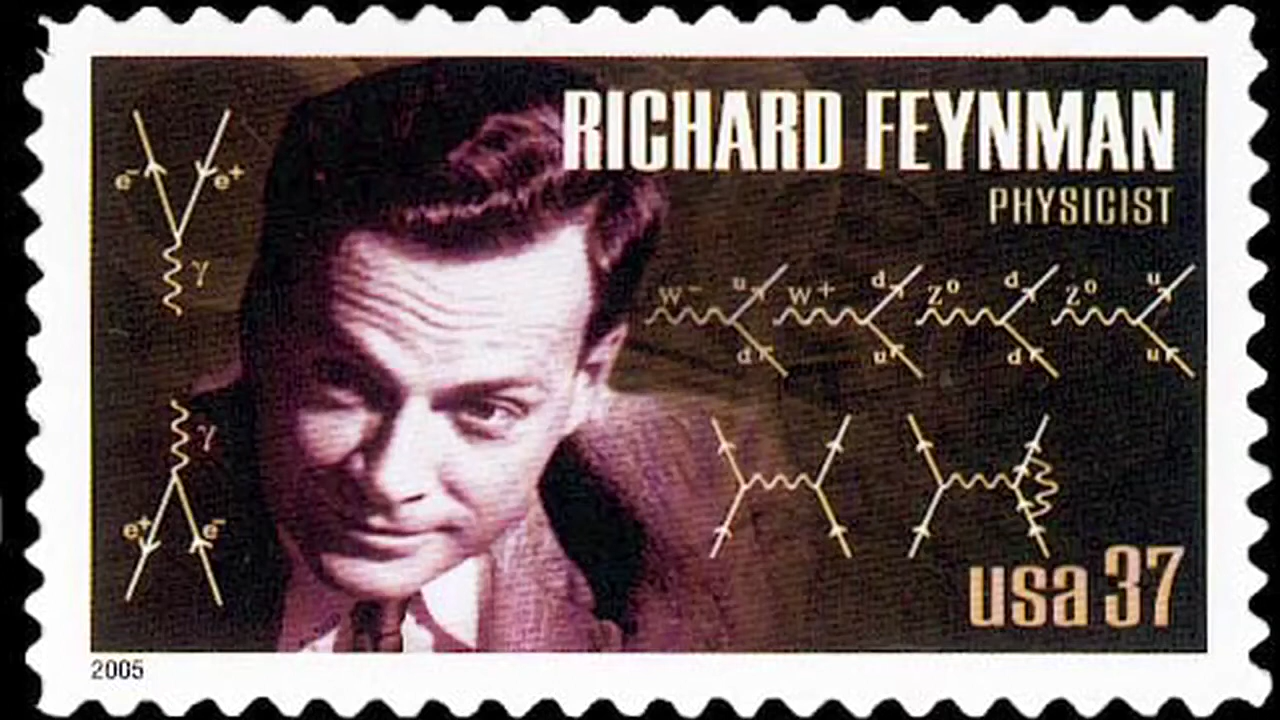 RICHARD FEYNMAN
PHYSICIST
e⁻ e⁺
γ
W⁻ u d
W+ d u
Z⁰ d d
Z⁰ u u
γ
e⁺ e⁻
usa 37
2005